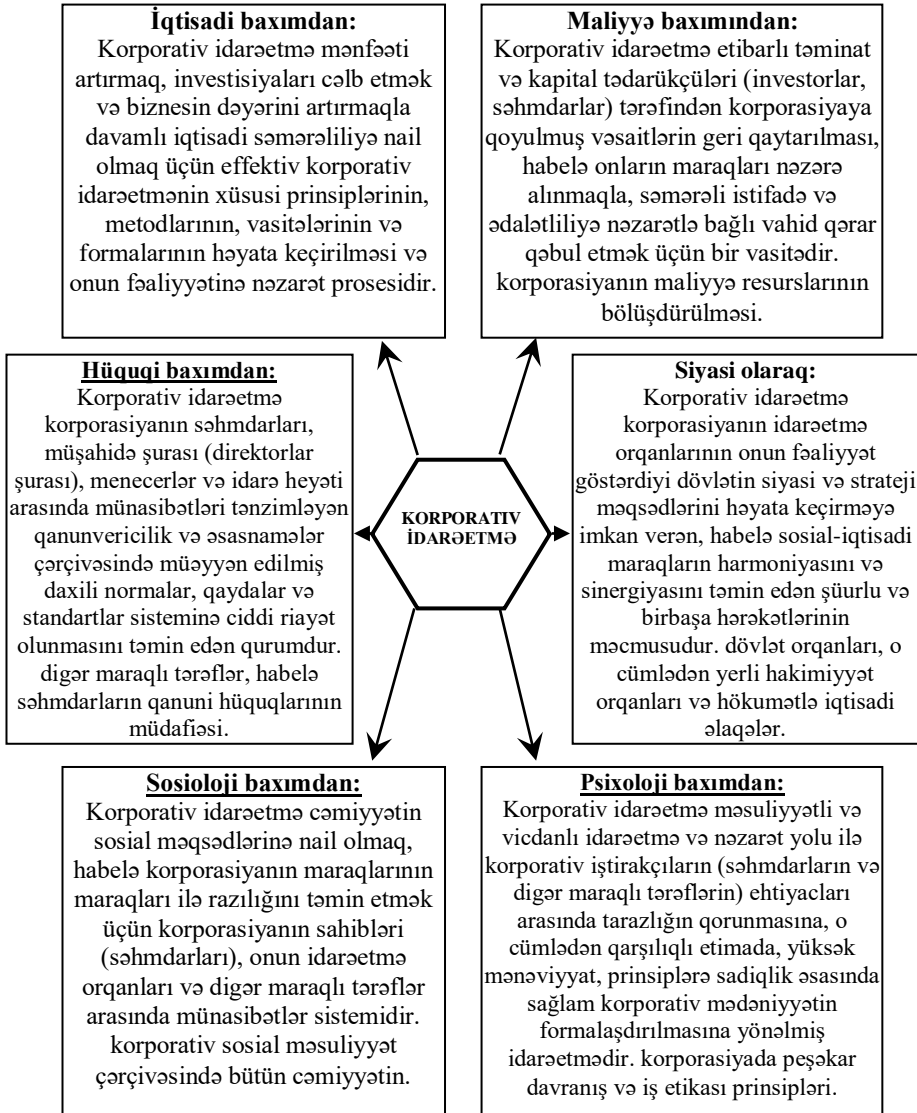 İqtisadi baxımdan:
Korporativ idarəetmə mənfəəti
artırmaq, investisiyaları cəlb etmək
və biznesin dəyərini artırmaqla
davamlı iqtisadi səmərəliliyə nail
olmaq üçün effektiv korporativ
idarəetmənin xüsusi prinsiplərinin,
metodlarının, vasitələrinin və
formalarının həyata keçirilməsi və
onun fəaliyyətinə nəzarət prosesidir.
Maliyyə baxımından:
Korporativ idarəetmə etibarlı təminat
və kapital tədarükçüləri (investorlar,
səhmdarlar) tərəfindən korporasiyaya
qoyulmuş vəsaitlərin geri qaytarılması,
habelə onların maraqları nəzərə
alınmaqla, səmərəli istifadə və
ədalətliliyə nəzarətlə bağlı vahid qərar
qəbul etmək üçün bir vasitədir.
korporasiyanın maliyyə resurslarının
bölüşdürülməsi.
Hüquqi baxımdan:
Korporativ idarəetmə
korporasiyanın səhmdarları,
müşahidə şurası (direktorlar
şurası), menecerlər və idarə heyəti
arasında münasibətləri tənzimləyən
qanunvericilik və əsasnamələr
çərçivəsində müəyyən edilmiş
daxili normalar, qaydalar və
standartlar sisteminə ciddi riayət
olunmasını təmin edən qurumdur.
digər maraqlı tərəflər, habelə
səhmdarların qanuni hüquqlarının
müdafiəsi.
KORPORATIV
İDARƏETMƏ
Siyasi olaraq:
Korporativ idarəetmə
korporasiyanın idarəetmə
orqanlarının onun fəaliyyət
göstərdiyi dövlətin siyasi və strateji
məqsədlərini həyata keçirməyə
imkan verən, habelə sosial-iqtisadi
maraqların harmoniyasını və
sinergiyasını təmin edən şüurlu və
birbaşa hərəkətlərinin
məcmusudur. dövlət orqanları, o
cümlədən yerli hakimiyyət
orqanları və hökumətlə iqtisadi
əlaqələr.
Sosioloji baxımdan:
Korporativ idarəetmə cəmiyyətin
sosial məqsədlərinə nail olmaq,
habelə korporasiyanın maraqlarının
maraqları ilə razılığını təmin etmək
üçün korporasiyanın sahibləri
(səhmdarları), onun idarəetmə
orqanları və digər maraqlı tərəflər
arasında münasibətlər sistemidir.
korporativ sosial məsuliyyət
çərçivəsində bütün cəmiyyətin.
Psixoloji baxımdan:
Korporativ idarəetmə məsuliyyətli və
vicdanlı idarəetmə və nəzarət yolu ilə
korporativ iştirakçıların (səhmdarların və
digər maraqlı tərəflərin) ehtiyacları
arasında tarazlığın qorunmasına, o
cümlədən qarşılıqlı etimada, yüksək
mənəviyyat, prinsiplərə sadiqlik əsasında
sağlam korporativ mədəniyyətin
formalaşdırılmasına yönəlmiş
idarəetmədir. korporasiyada peşəkar
davranış və iş etikası prinsipləri.